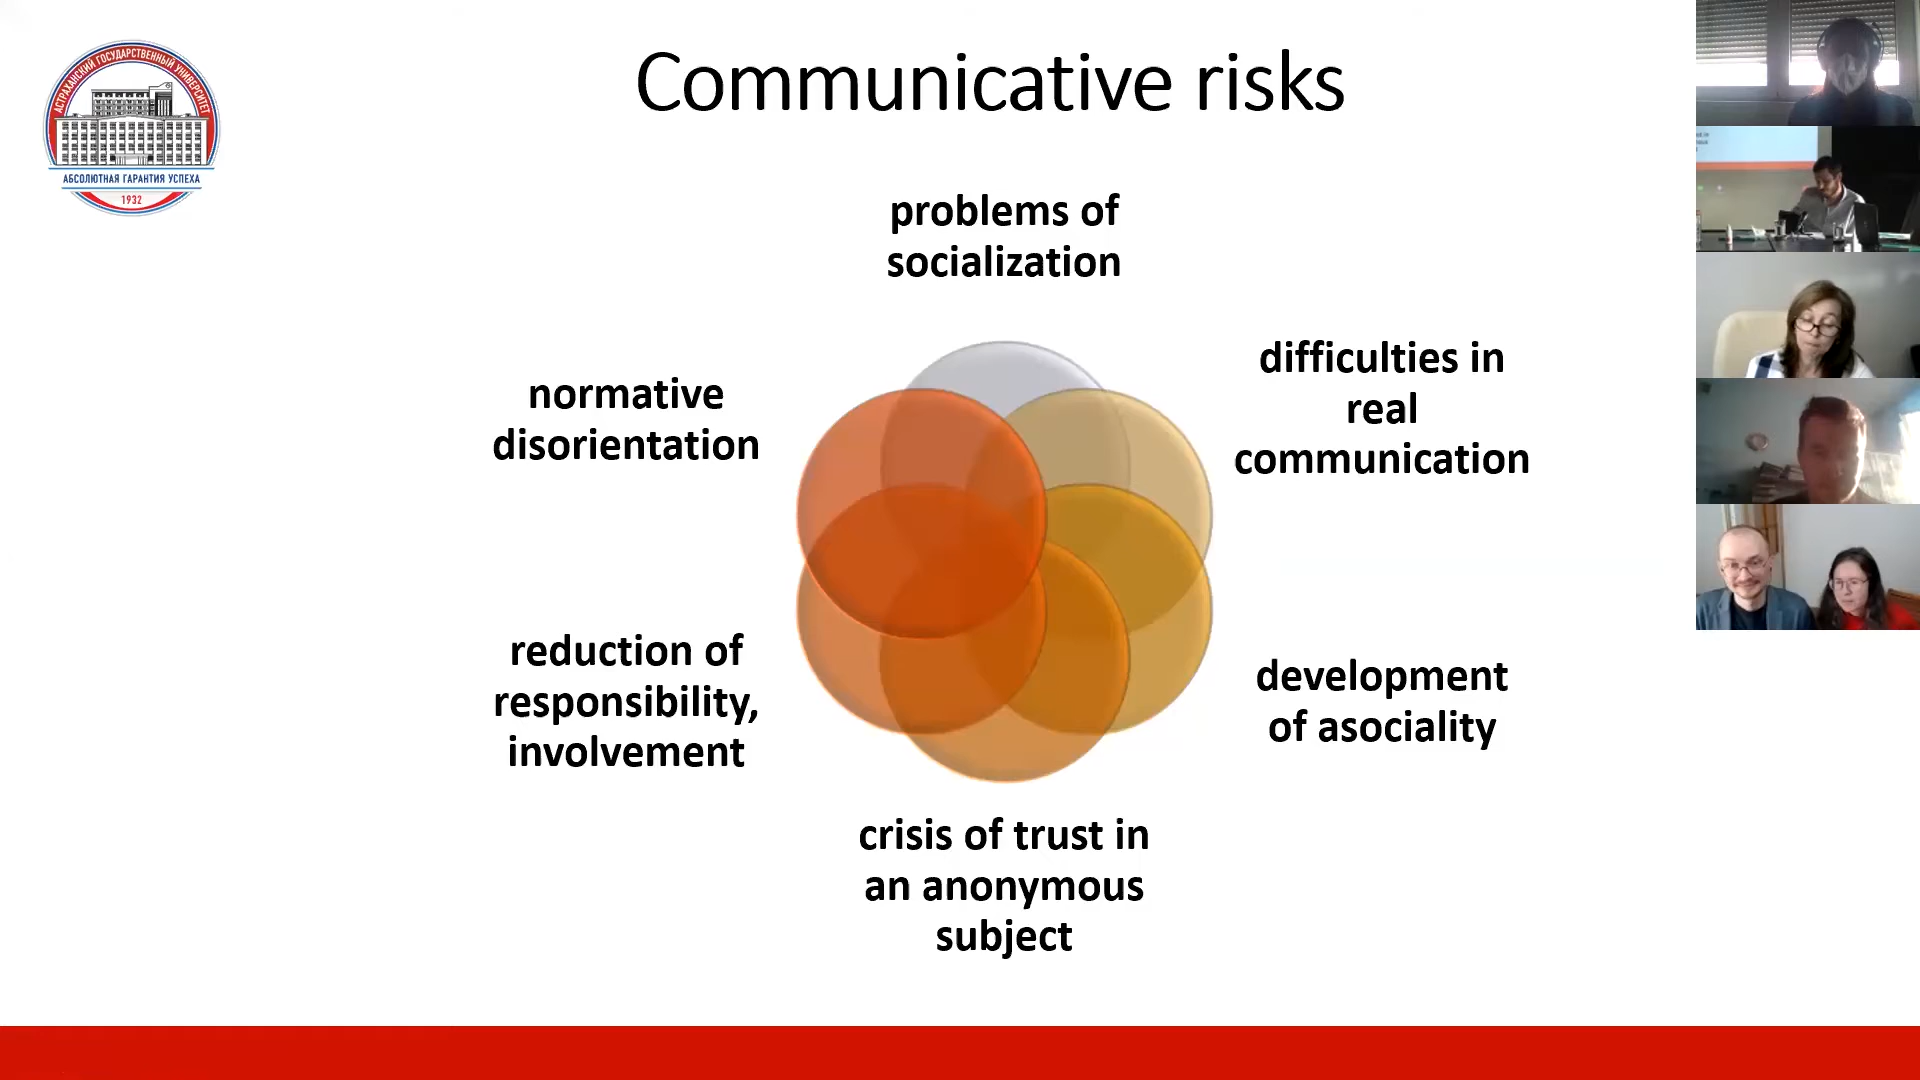 Communicative risks
АСТРАХАНСКИЙ ГОСУДАРСТВЕННЫЙ УНИВЕРСИТЕТ
АБСОЛЮТНАЯ ГАРАНТИЯ УСПЕХА
1932
problems of
socialization
difficulties in
real
communication
development
of asociality
crisis of trust in
an anonymous
subject
reduction of
responsibility,
involvement
normative
disorientation